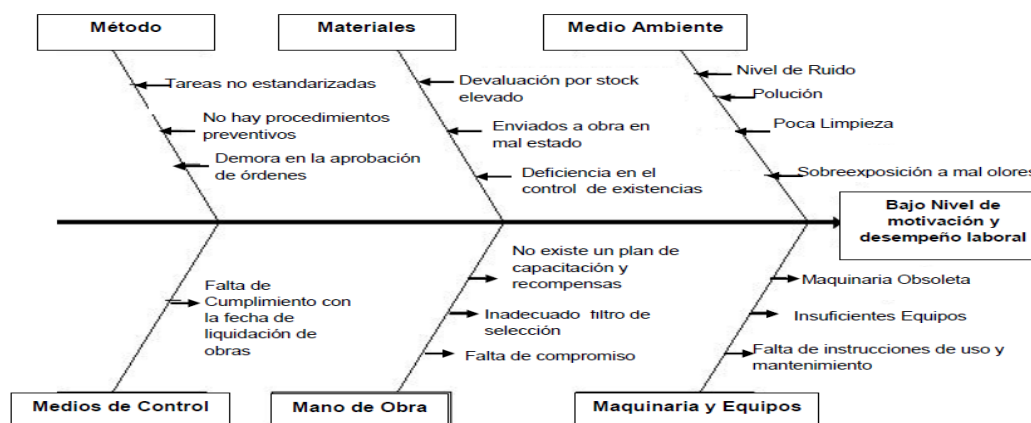 Método
Materiales
Medio Ambiente
Tareas no estandarizadas
No hay procedimientos
preventivos
Demora en la aprobación
de órdenes
Devaluación por stock
elevado
Enviados a obra en
mal estado
Deficiencia en el
control de existencias
Nivel de Ruido
Polución
Poca Limpieza
Sobreexposición a mal olores
Bajo Nivel de
motivación y
desempeño laboral
Falta de
Cumplimiento con
la fecha de
liquidación de
obras
No existe un plan de
capacitación y
recompensas
Inadecuado filtro de
selección
Falta de compromiso
Maquinaria Obsoleta
Insuficientes Equipos
Falta de instrucciones de uso y
mantenimiento
Medios de Control
Mano de Obra
Maquinaria y Equipos